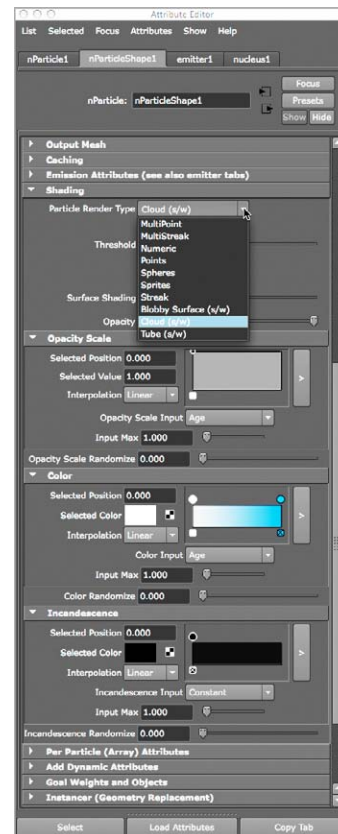 Attribute Editor
List Selected Focus Attributes Show Help
nParticle1 nParticleShape1 emitter1 nucleus1
Focus
nParticle: nParticleShape1 Presets
Show Hide
Output Mesh
Caching
Emission Attributes (see also emitter tabs)
Shading
Particle Render Type Cloud (s/w)
MultiPoint
MultiStreak
Threshold Numeric
Points
Spheres
Sprites
Surface Shading Streak
Blobby Surface (s/w)
Opacity Cloud (s/w)
Tube (s/w)
Opacity Scale
Selected Position 0.000
Selected Value 1.000
>
Interpolation Linear
Opacity Scale Input Age
Input Max 1.000
Opacity Scale Randomize 0.000
Color
Selected Position 0.000
Selected Color >
Interpolation Linear
Color Input Age
Input Max 1.000
Color Randomize 0.000
Incandescence
Selected Position 0.000
Selected Color >
Interpolation Linear
Incandescence Input Constant
Input Max 1.000
Incandescence Randomize 0.000
Per Particle (Array) Attributes
Add Dynamic Attributes
Goal Weights and Objects
Instancer (Geometry Replacement)
Select Load Attributes Copy Tab